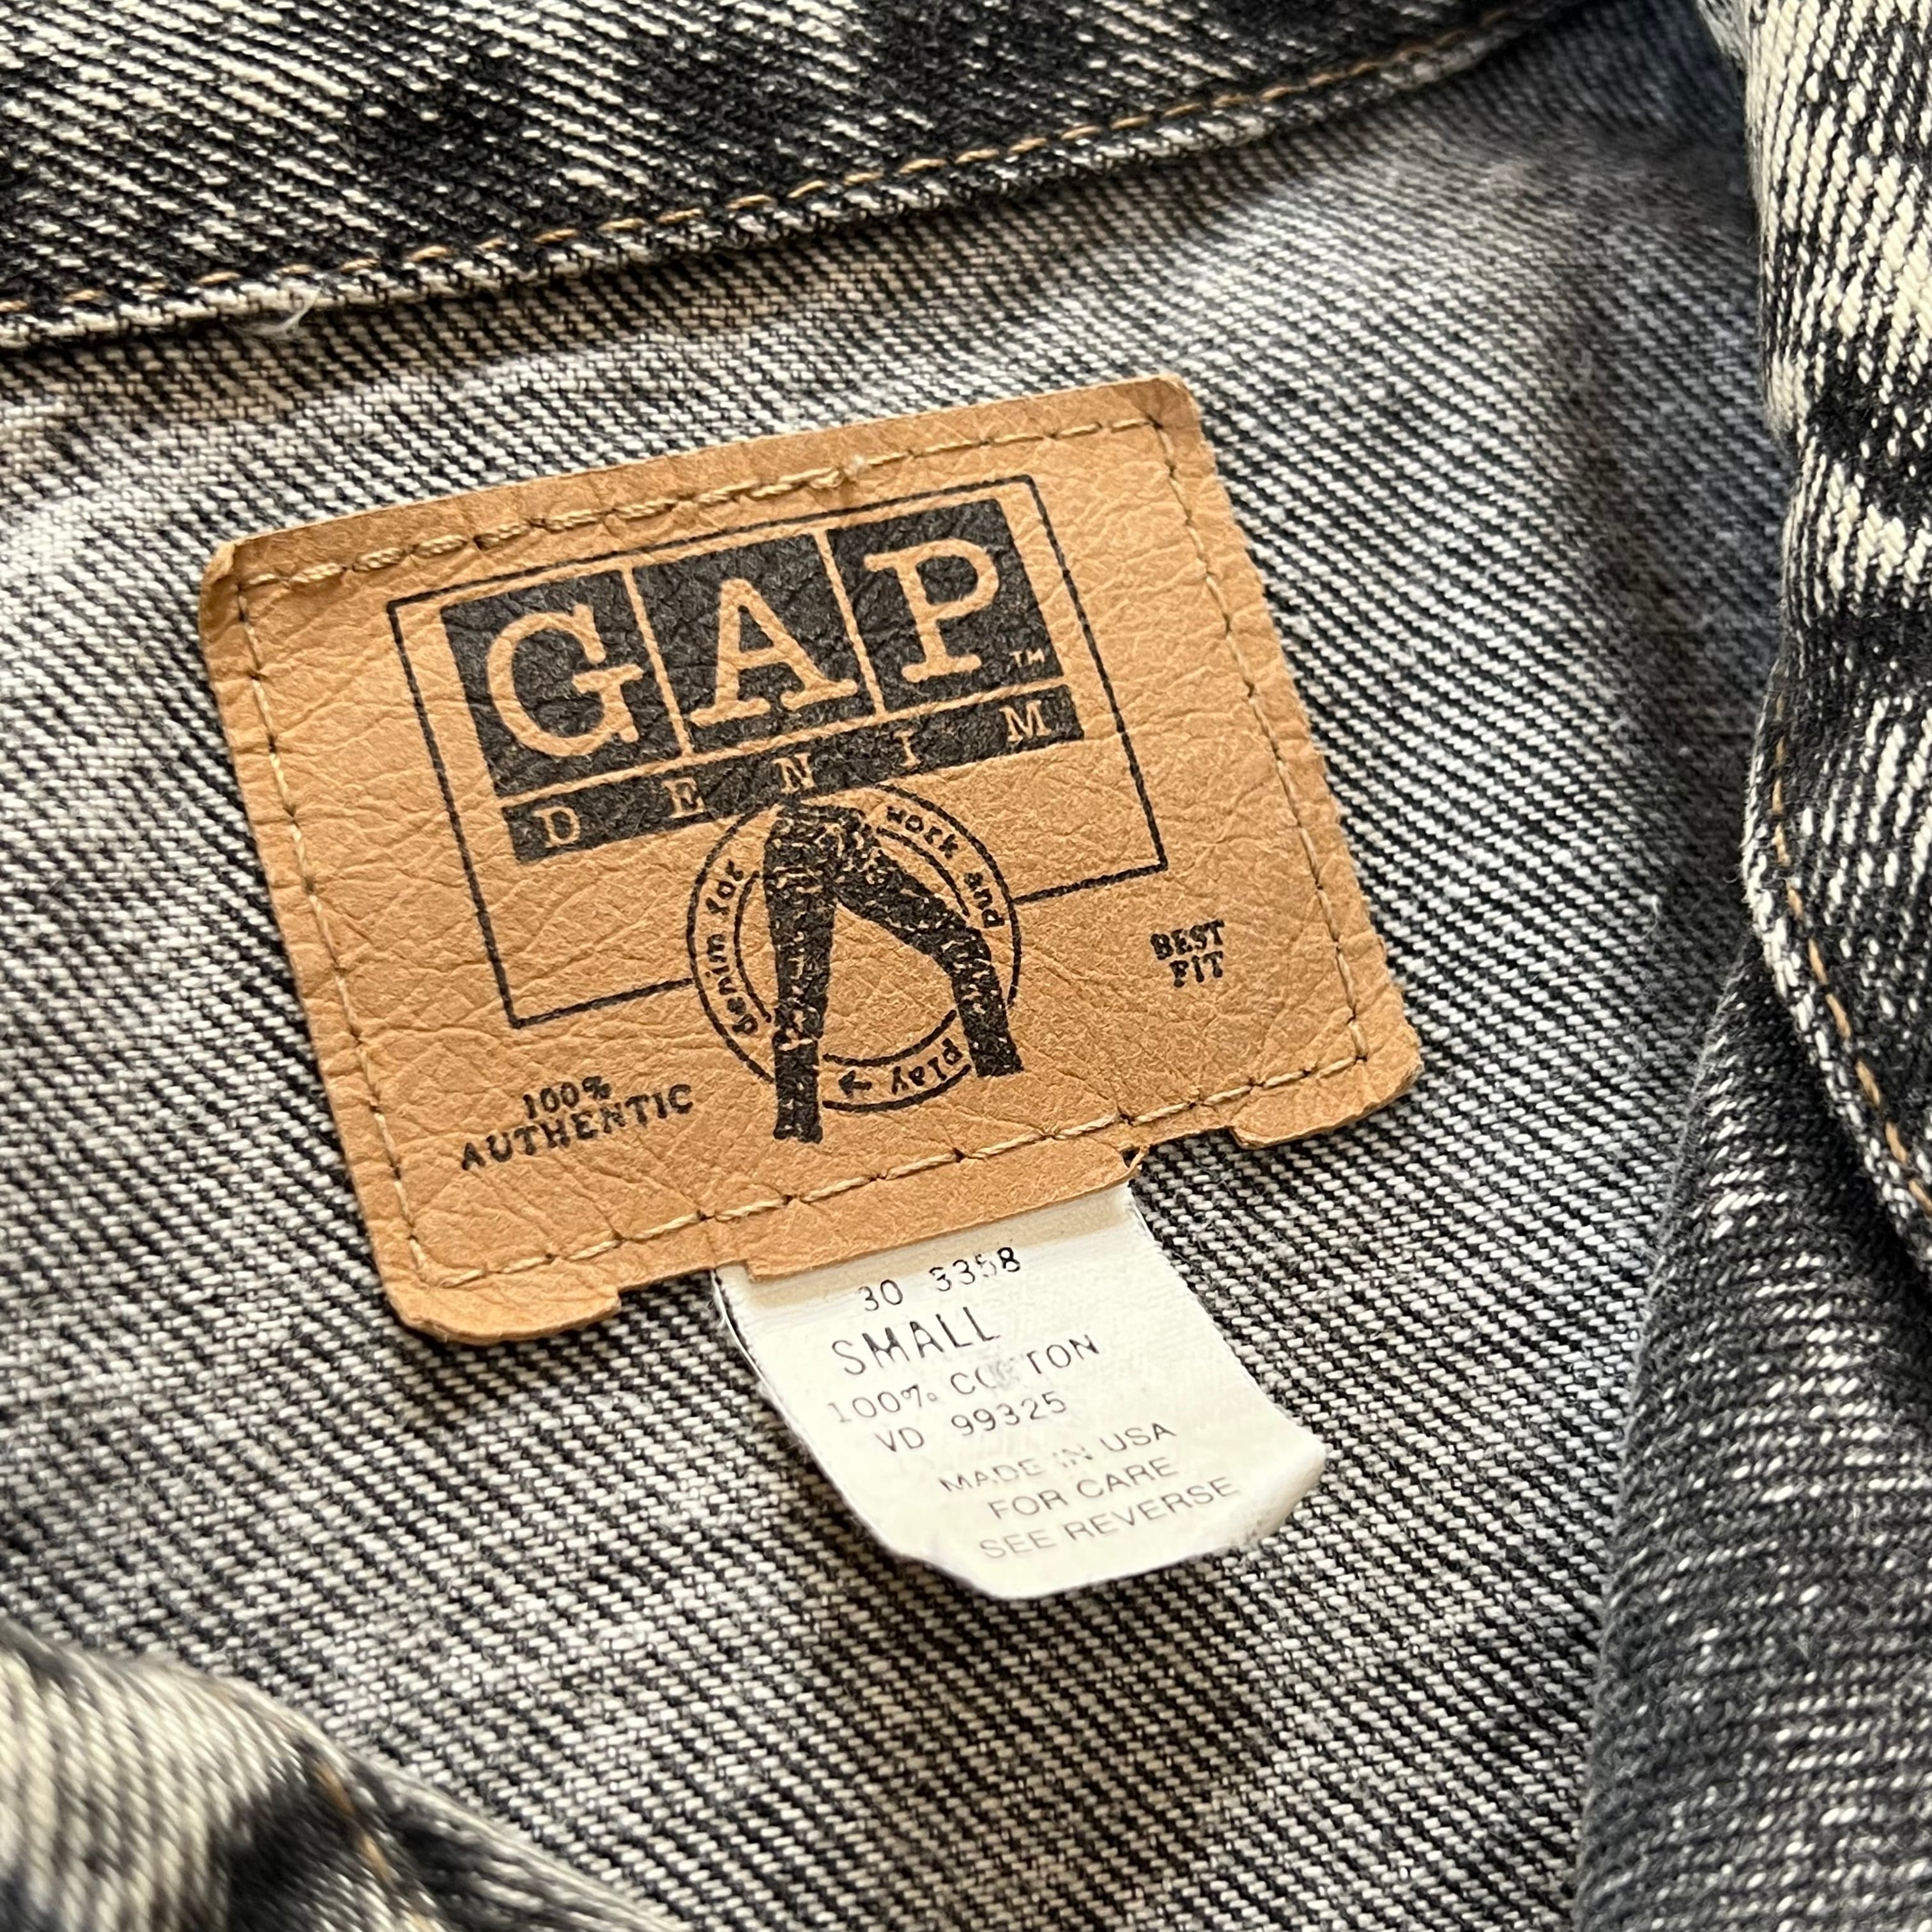 GAP™
DENIM
denim for work and play
BEST
FIT
100%
AUTHENTIC
30 3358
SMALL
100% COTTON
VD 99325
MADE IN USA
FOR CARE
SEE REVERSE